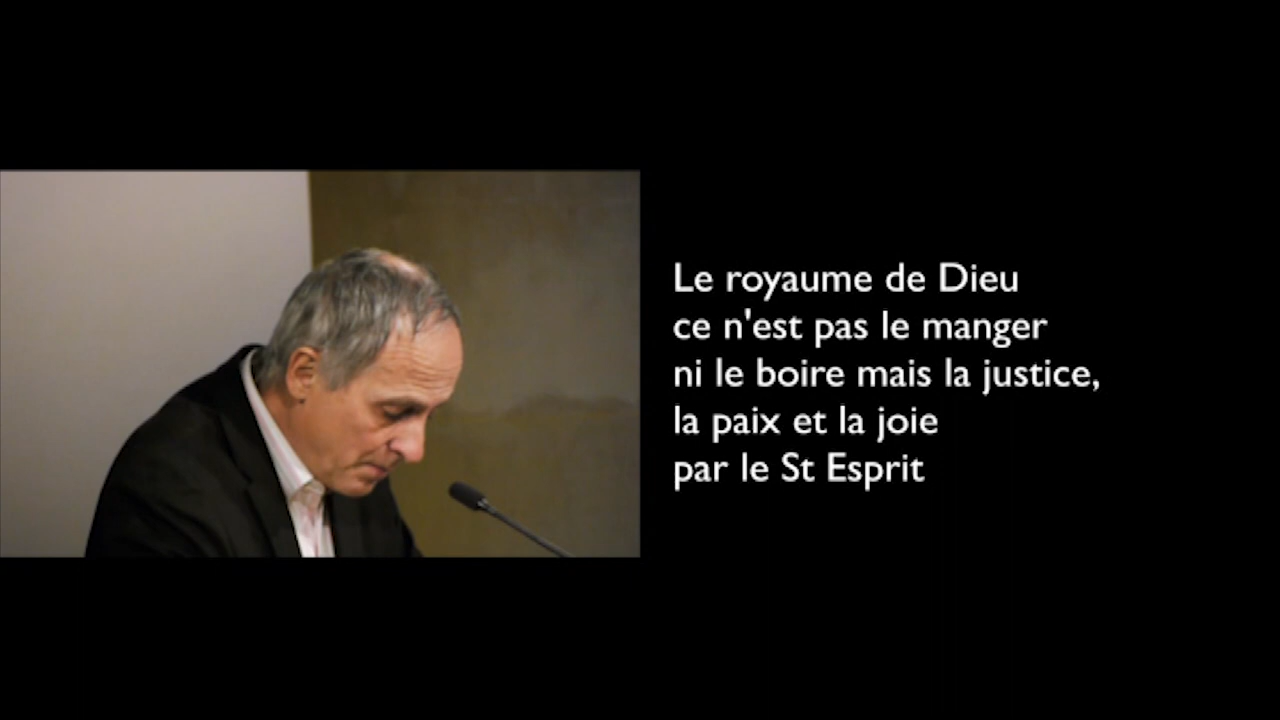 Le royaume de Dieu
ce n'est pas le manger
ni le boire mais la justice,
la paix et la joie
par le St Esprit